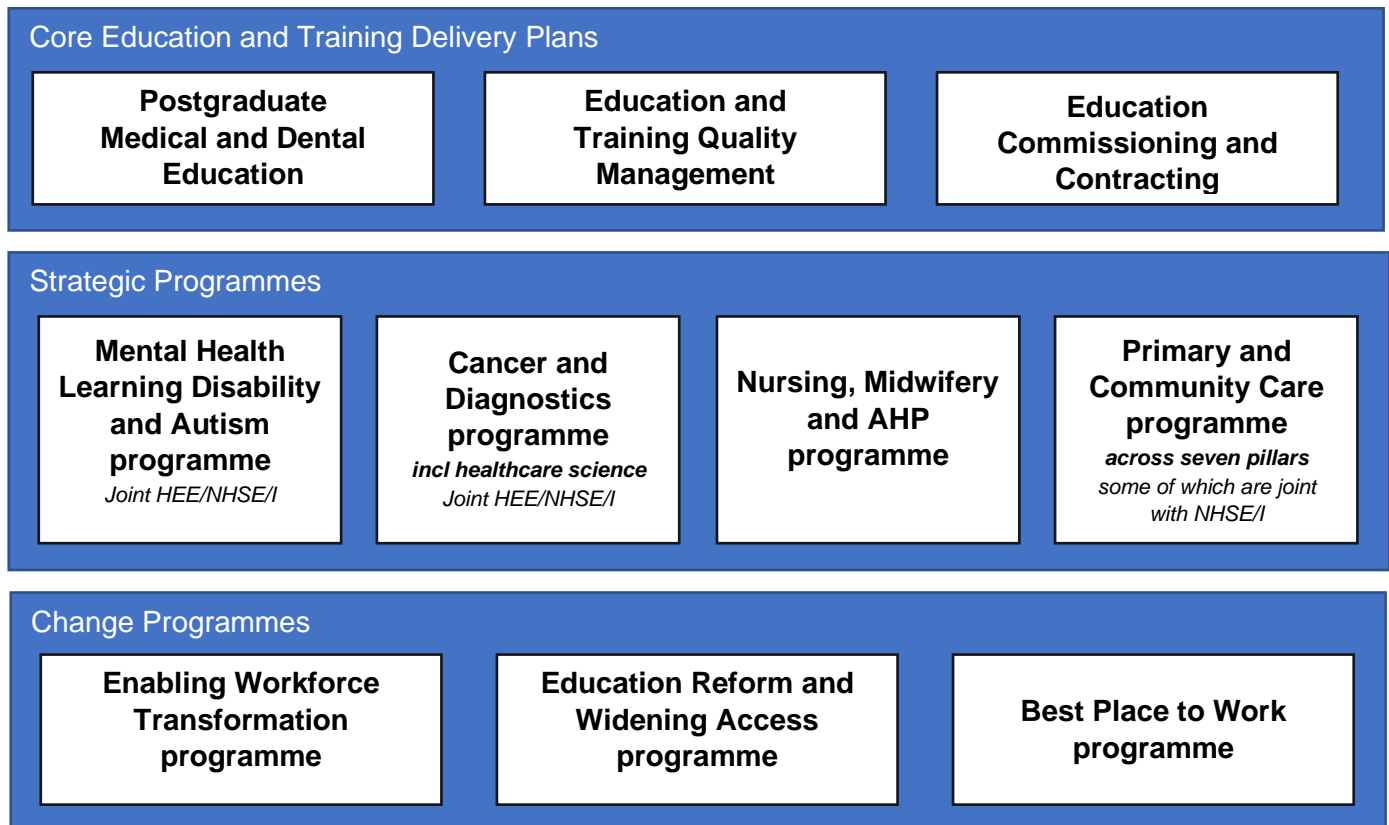 Core Education and Training Delivery Plans
Postgraduate
Medical and Dental
Education
Education and
Training Quality
Management
Education
Commissioning and
Contracting
Strategic Programmes
Mental Health
Learning Disability
and Autism
programme
Joint HEE/NHSE/I
Cancer and
Diagnostics
programme
incl healthcare science
Joint HEE/NHSE/I
Nursing, Midwifery
and AHP
programme
Primary and
Community Care
programme
across seven pillars
some of which are joint
with NHSE/I
Change Programmes
Enabling Workforce
Transformation
programme
Education Reform and
Widening Access
programme
Best Place to Work
programme